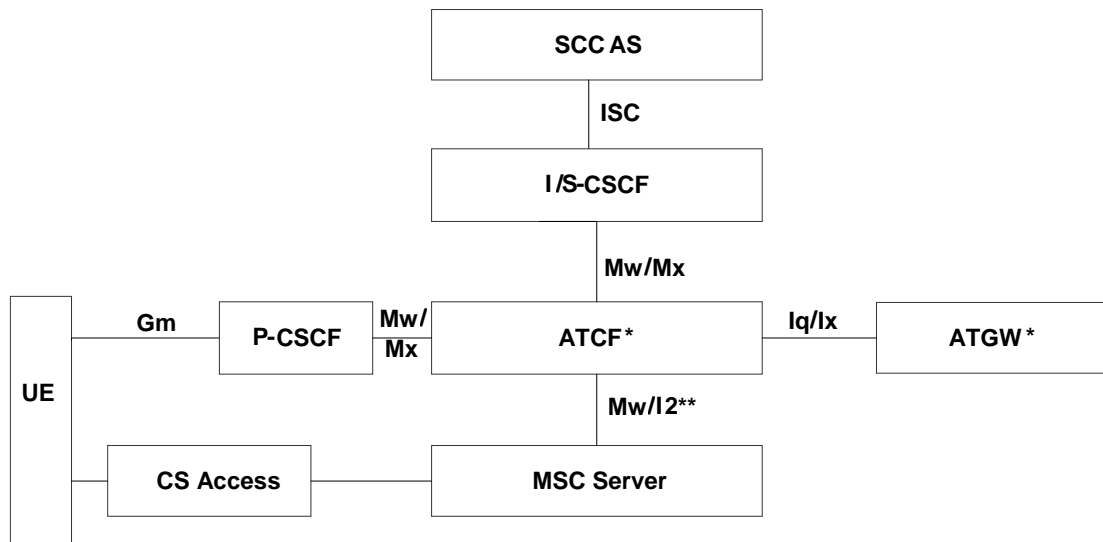 SCC AS
ISC
I/S-CSCF
Mw/Mx
Gm
P-CSCF
Mw/
Mx
ATCF*
Iq/Ix
ATGW*
UE
Mw/I2**
CS Access
MSC Server